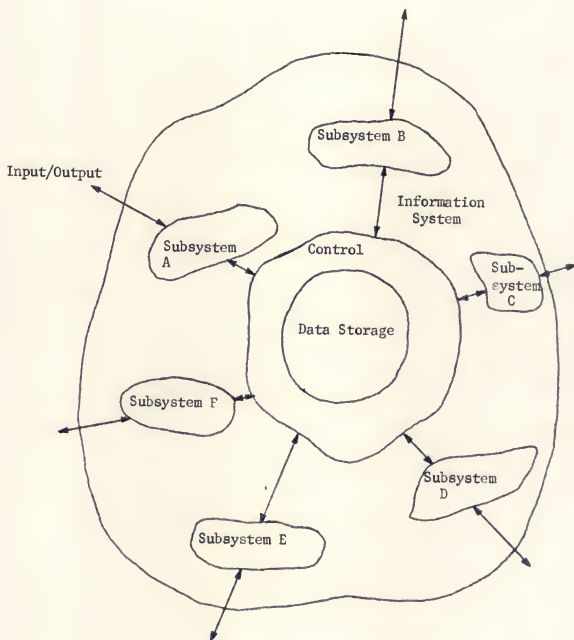 Subsystem B
Input/Output
Information
System
Subsystem
A
Control
Sub-
system
C
Data Storage
Subsystem F
Subsystem
D
Subsystem E